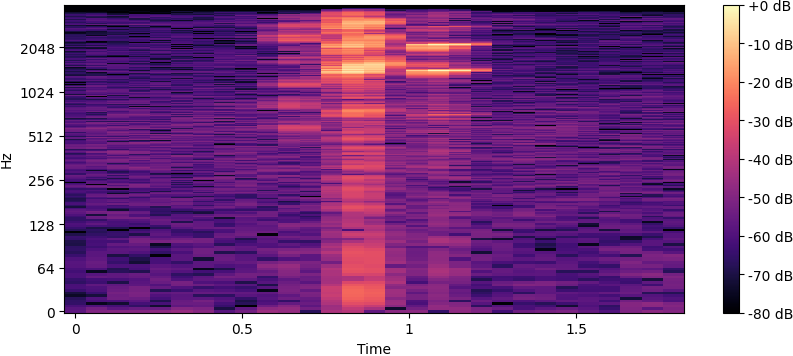 Hz
2048
1024
512
256
128
64
0
0
0.5
1
1.5
Time
+0 dB
-10 dB
-20 dB
-30 dB
-40 dB
-50 dB
-60 dB
-70 dB
-80 dB